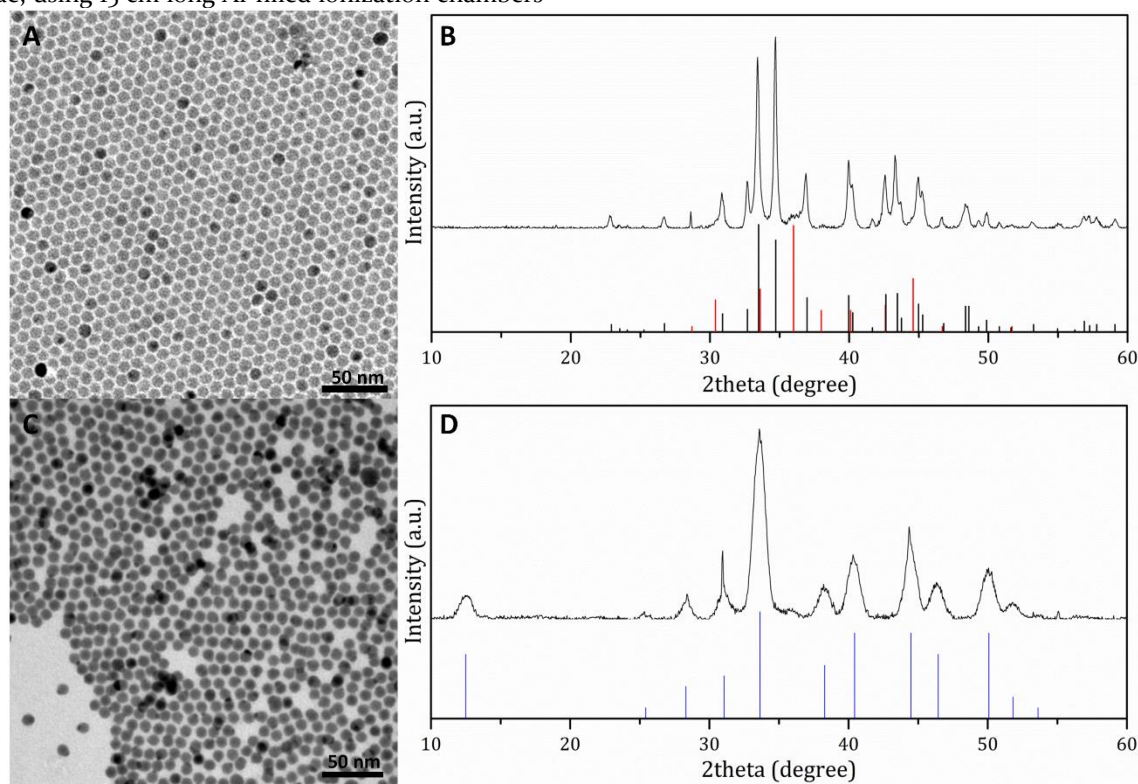 using 15 cm long Ar filled ionization chambers
A
50 nm
B
Intensity (a.u.)
10 20 30 40 50 60
2theta (degree)
C
50 nm
D
Intensity (a.u.)
10 20 30 40 50 60
2theta (degree)